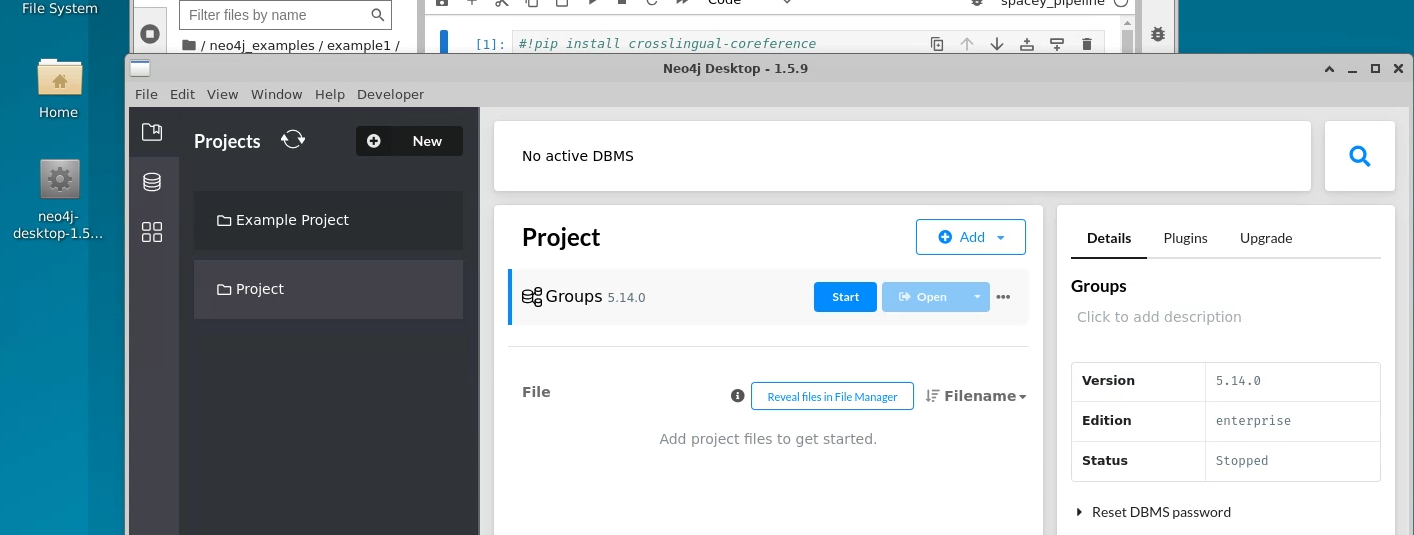 File System
Home
neo4j-
desktop-1.5...
Filter files by name
/ neo4j_examples / example1 /
Code
spacey_pipeline
[1]: #!pip install crosslingual-coreference
Neo4j Desktop - 1.5.9
File Edit View Window Help Developer
Projects
New
Example Project
Project
No active DBMS
Project
Add
Groups 5.14.0
Start
Open
File
Reveal files in File Manager
Filename
Add project files to get started.
Details Plugins Upgrade
Groups
Click to add description
Version 5.14.0
Edition enterprise
Status Stopped
Reset DBMS password